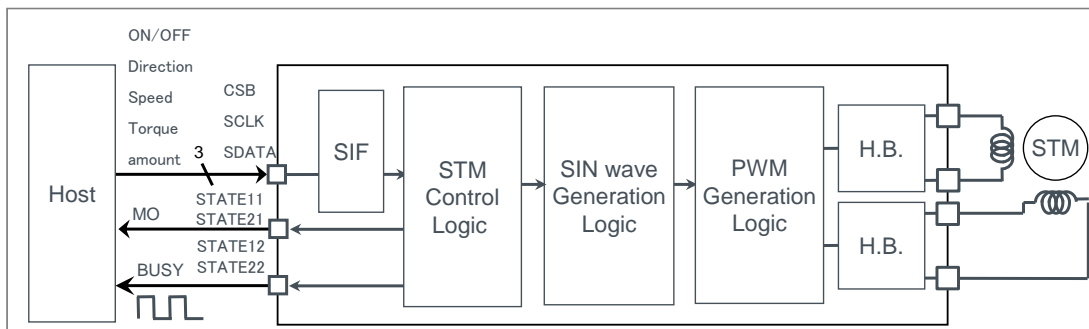 ON/OFF
Direction
Speed
Torque
amount
3
CSB
SCLK
SDATA
Host
STATE11
MO
STATE21
STATE12
BUSY
STATE22
SIF
STM
Control
Logic
SIN wave
Generation
Logic
PWM
Generation
Logic
H.B.
H.B.
STM